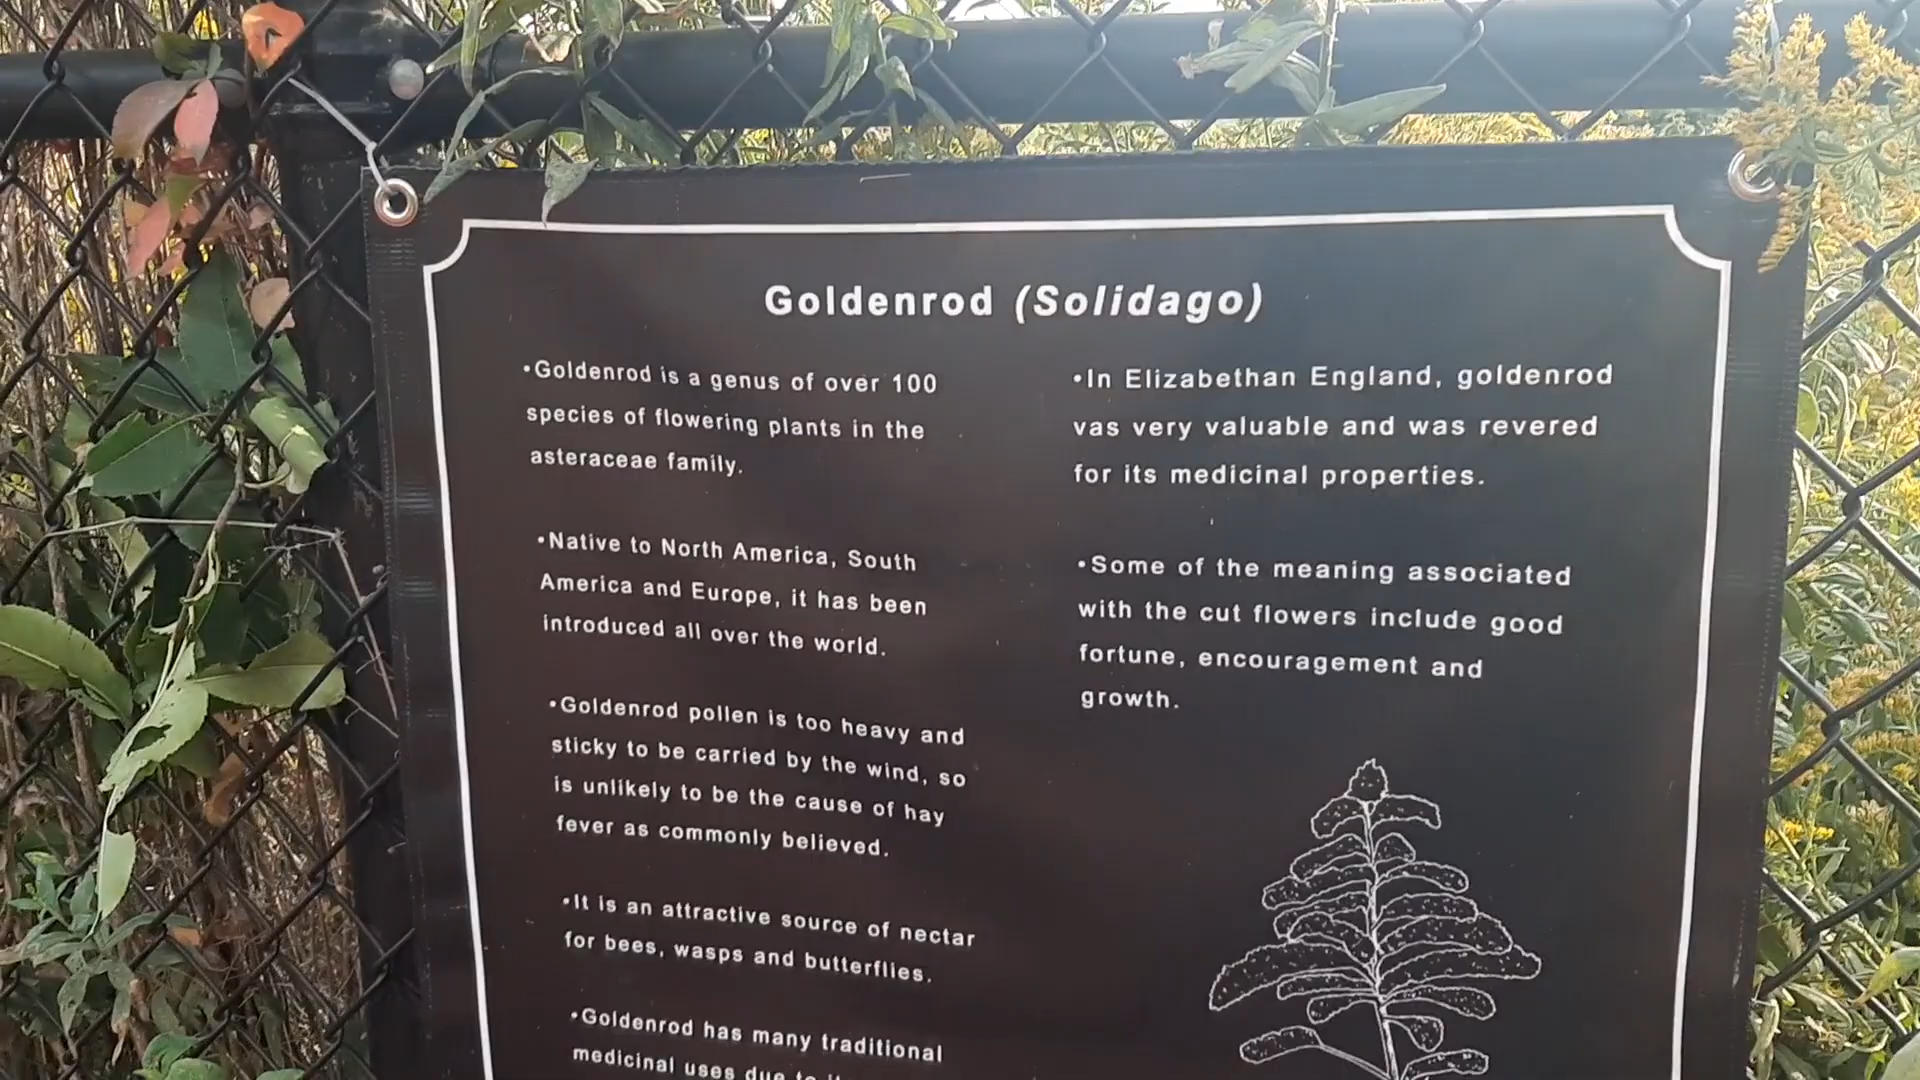 Goldenrod (Solidago)
•Goldenrod is a genus of over 100
species of flowering plants in the
asteraceae family.
•Native to North America, South
America and Europe, it has been
introduced all over the world.
•Goldenrod pollen is too heavy and
sticky to be carried by the wind, so
is unlikely to be the cause of hay
fever as commonly believed.
•It is an attractive source of nectar
for bees, wasps and butterflies.
•Goldenrod has many traditional
medicinal uses due to
•In Elizabethan England, goldenrod
vas very valuable and was revered
for its medicinal properties.
•Some of the meaning associated
with the cut flowers include good
fortune, encouragement and
growth.